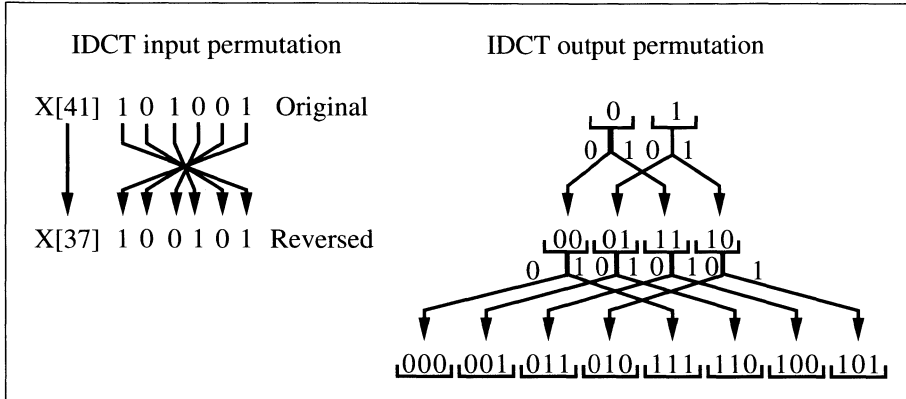 IDCT input permutation
IDCT output permutation
X[41] 1 0 1 0 0 1 Original
0 1
0 1 0 1
X[37] 1 0 0 1 0 1 Reversed
00 01 11 10
0 1 0 1 0 1 0 1
000 001 011 010 111 110 100 101